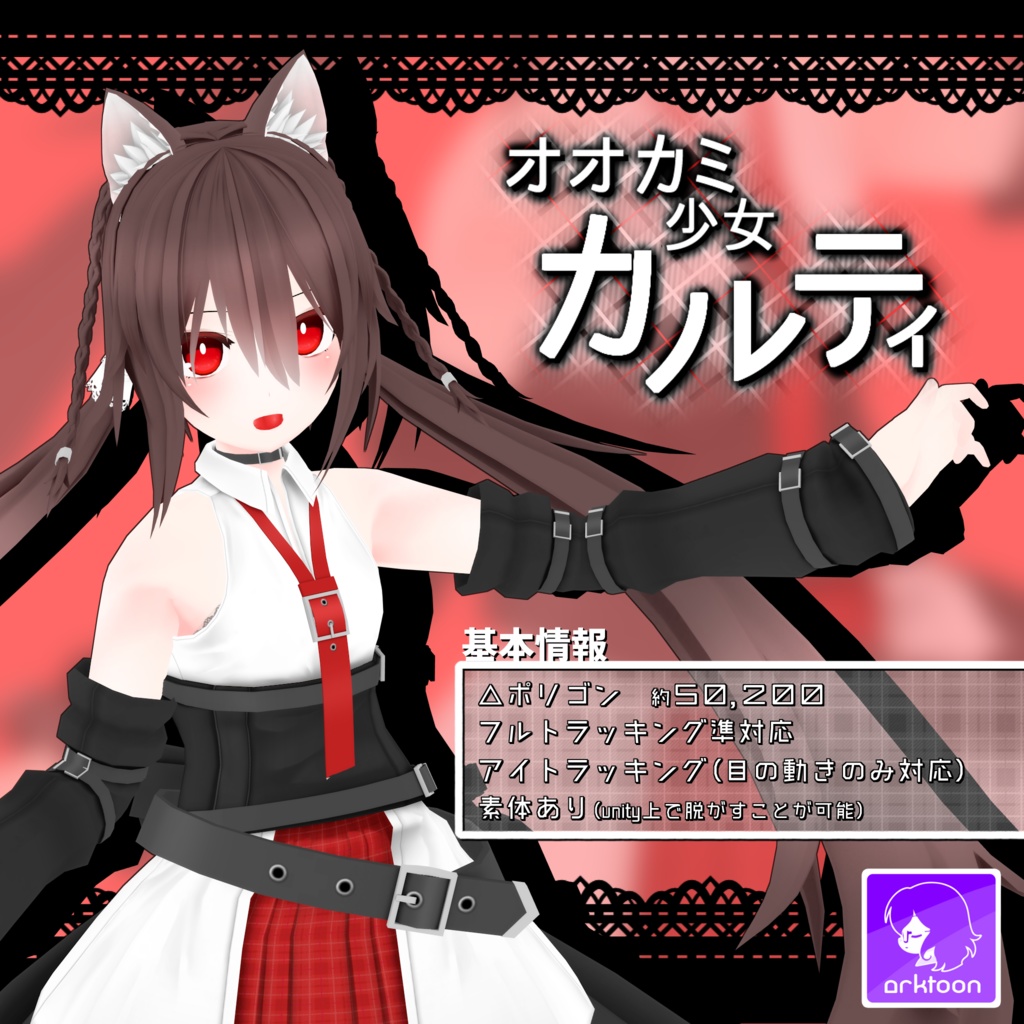 オオカミ
少女
カルティ
基本情報
△ポリゴン 約50,200
フルトラッキング準対応
アイトラッキング(目の動きのみ対応)
素体あり(unity上で脱がすことが可能)
arktoon